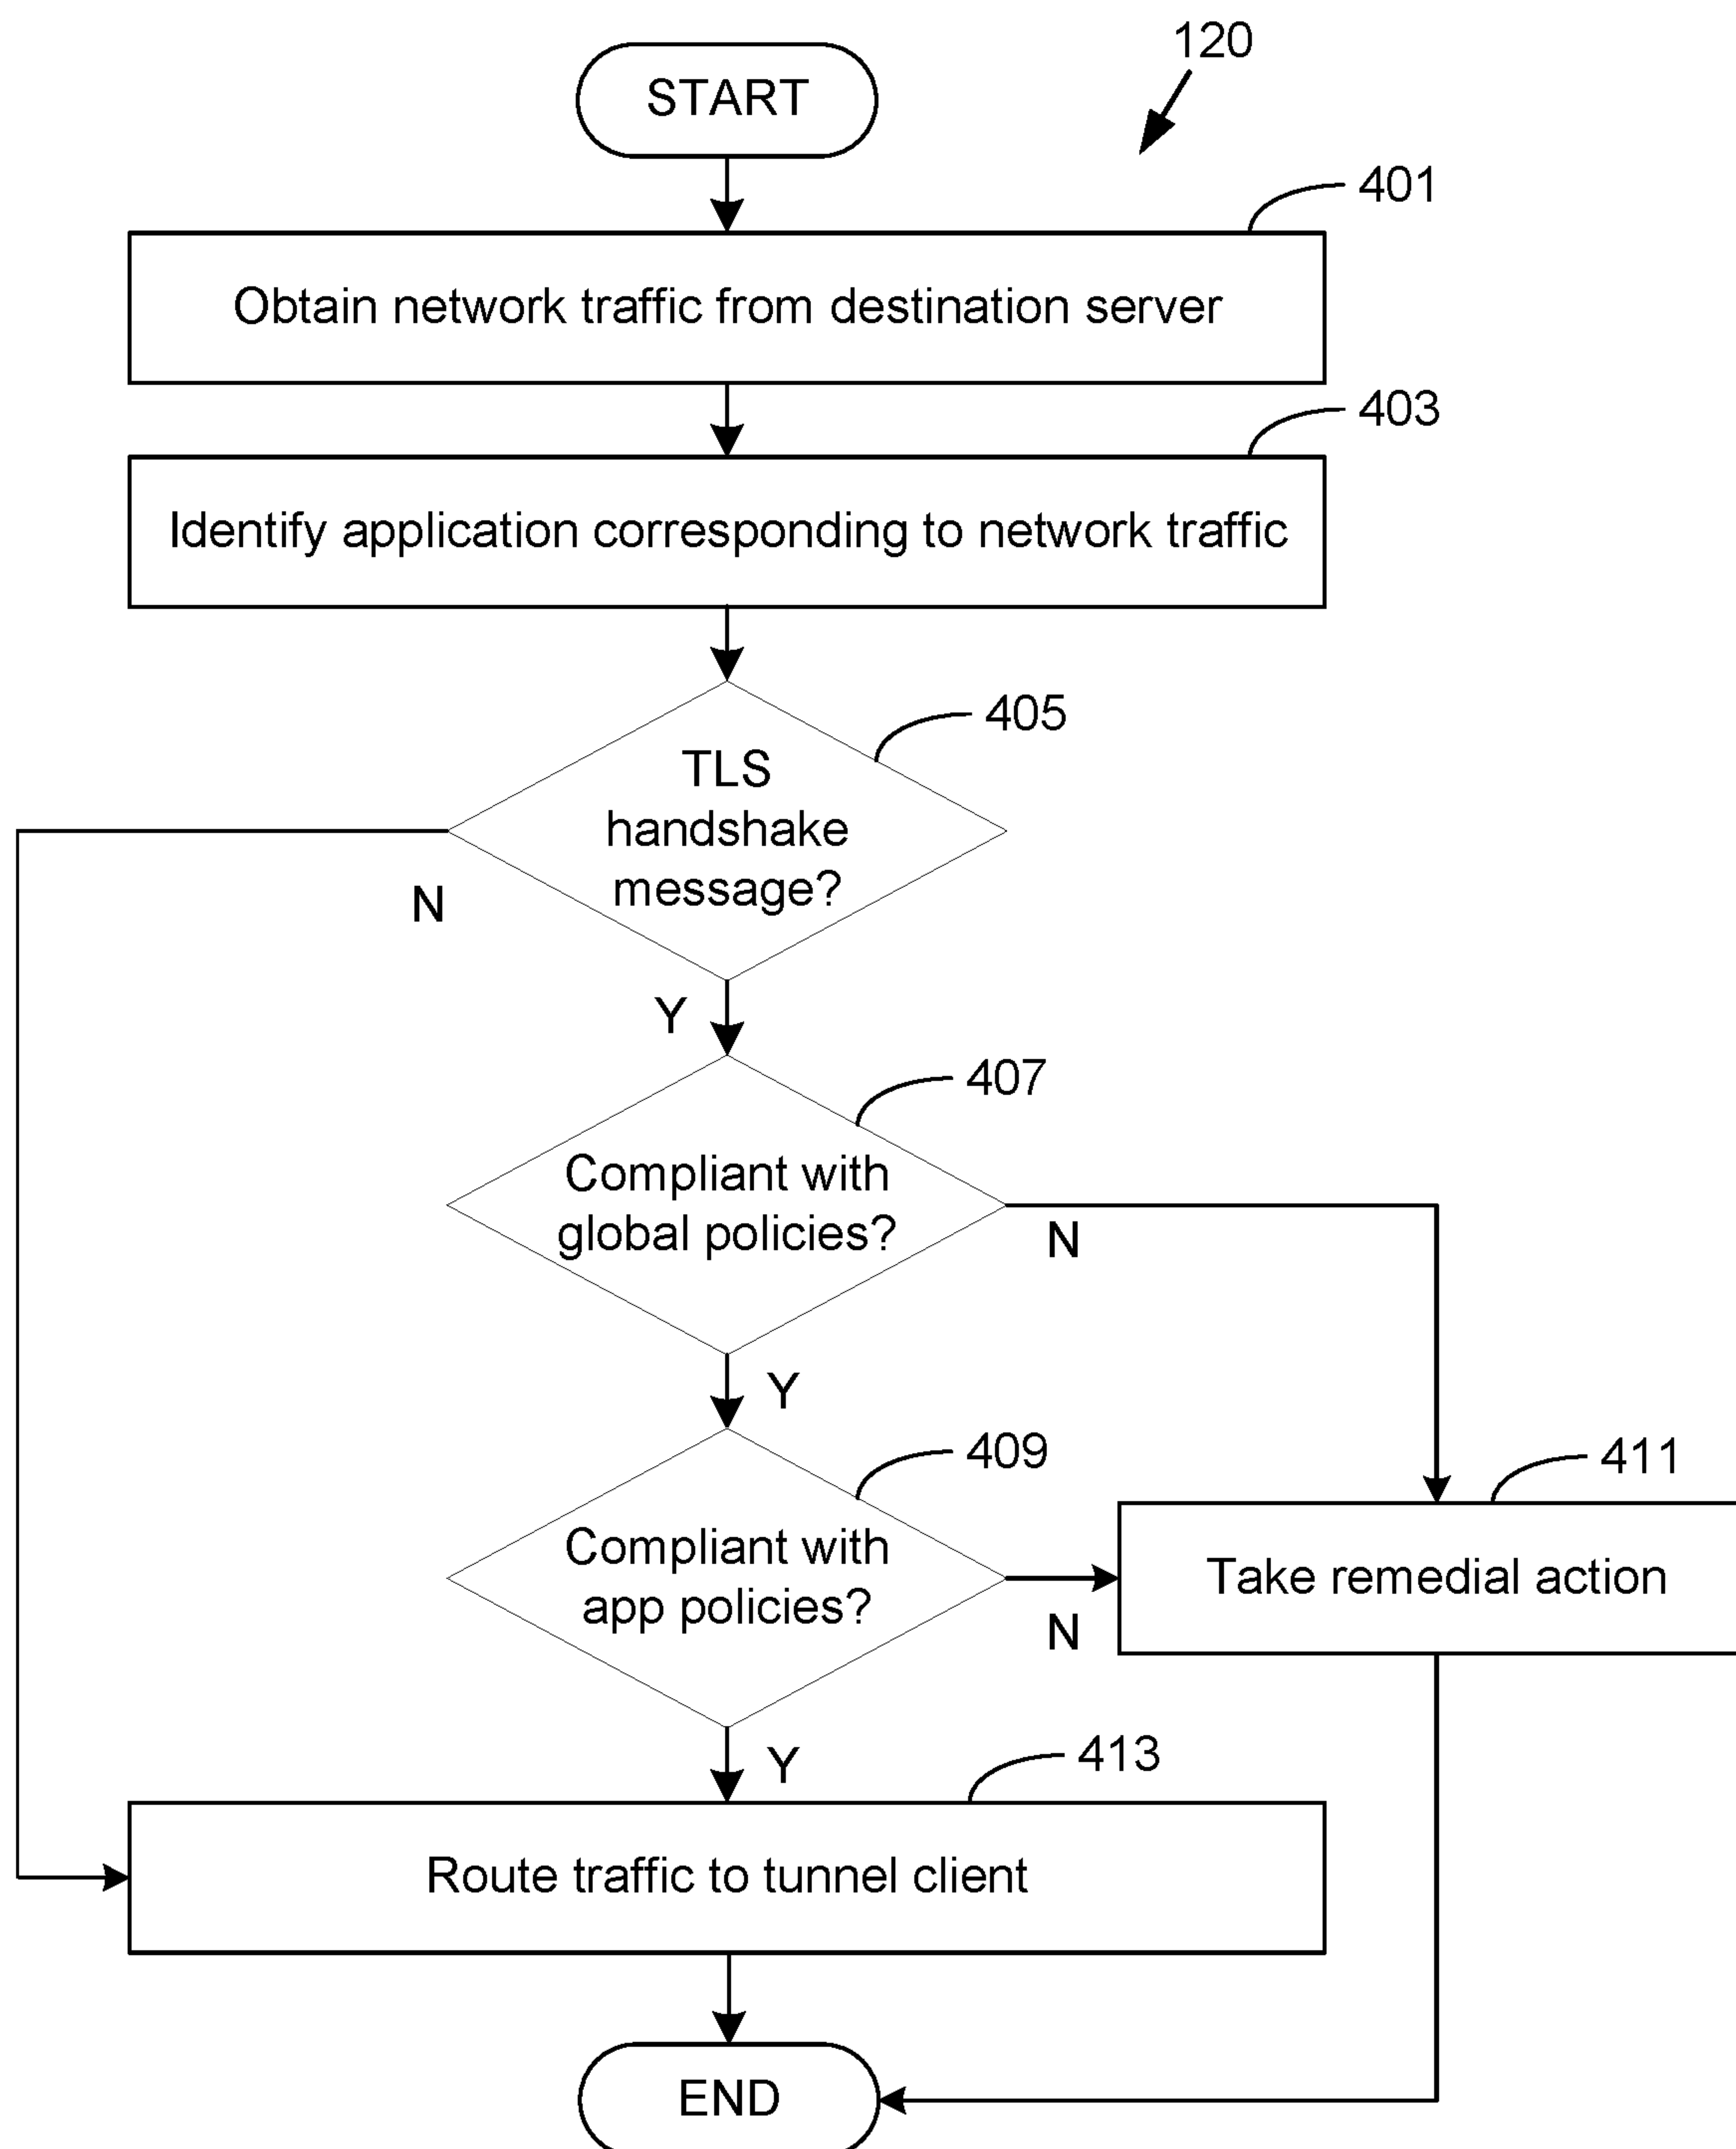 120
START
401
Obtain network traffic from destination server
403
Identify application corresponding to network traffic
405
TLS
handshake
message?
N
Y
407
Compliant with
global policies?
N
Y
409
411
Compliant with
app policies?
Take remedial action
N
Y
413
Route traffic to tunnel client
END